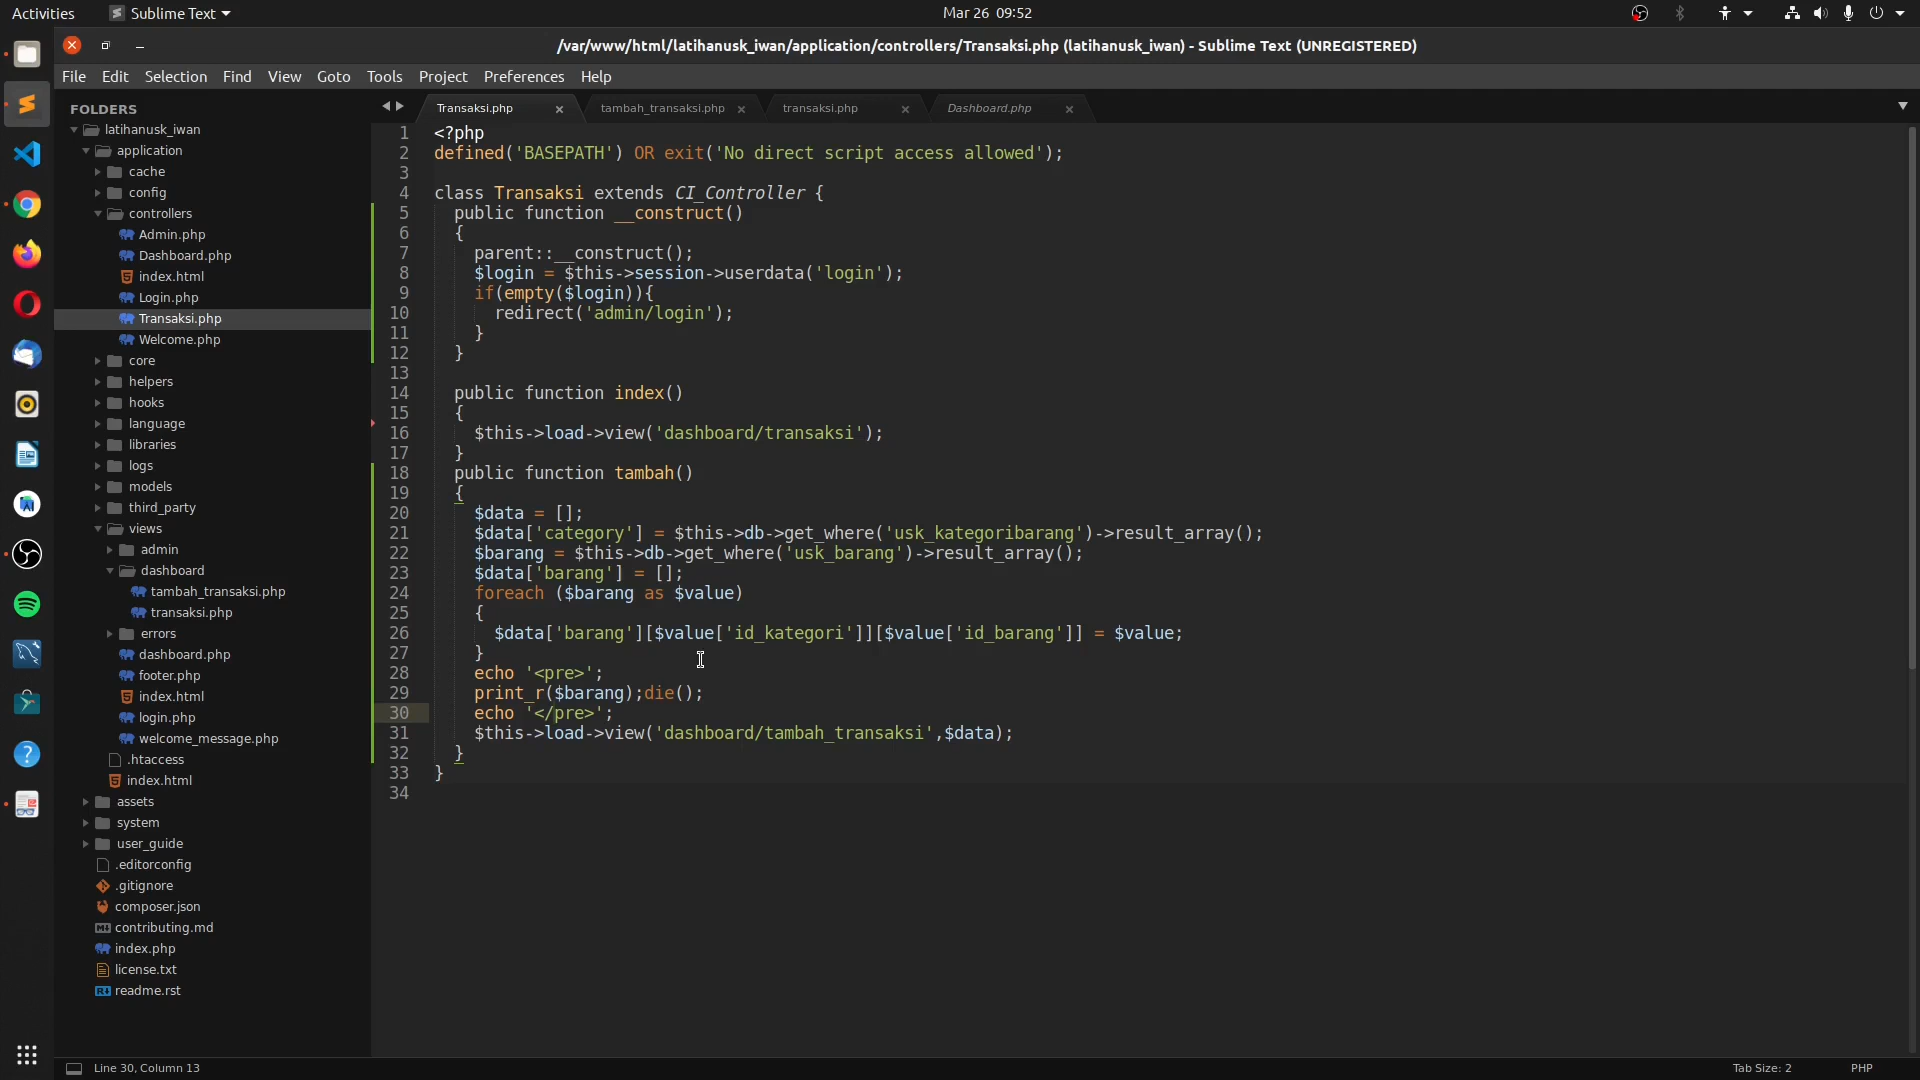 Activities
Sublime Text
Mar 26 09:52
/var/www/html/latihanusk_iwan/application/controllers/Transaksi.php (latihanusk_iwan) - Sublime Text (UNREGISTERED)
File Edit Selection Find View Goto Tools Project Preferences Help
FOLDERS
latihanusk_iwan
application
cache
config
controllers
Admin.php
Dashboard.php
index.html
Login.php
Transaksi.php
Welcome.php
core
helpers
hooks
language
libraries
logs
models
third_party
views
admin
dashboard
tambah_transaksi.php
transaksi.php
errors
dashboard.php
footer.php
index.html
login.php
welcome_message.php
.htaccess
index.html
assets
system
user_guide
.editorconfig
.gitignore
composer.json
contributing.md
index.php
license.txt
readme.rst
Transaksi.php tambah_transaksi.php transaksi.php Dashboard.php
1 <?php
2 defined('BASEPATH') OR exit('No direct script access allowed');
3
4 class Transaksi extends CI_Controller {
5 public function __construct()
6 {
7 parent::__construct();
8 $login = $this->session->userdata('login');
9 if(empty($login)){
10 redirect('admin/login');
11 }
12 }
13
14 public function index()
15 {
16 $this->load->view('dashboard/transaksi');
17 }
18 public function tambah()
19 {
20 $data = [];
21 $data['category'] = $this->db->get_where('usk_kategoribarang')->result_array();
22 $barang = $this->db->get_where('usk_barang')->result_array();
23 $data['barang'] = [];
24 foreach ($barang as $value)
25 {
26 $data['barang'][$value['id_kategori']][$value['id_barang']] = $value;
27 }
28 echo '<pre>';
29 print_r($barang);die();
30 echo '</pre>';
31 $this->load->view('dashboard/tambah_transaksi',$data);
32 }
33 }
34
Line 30, Column 13
Tab Size: 2
PHP